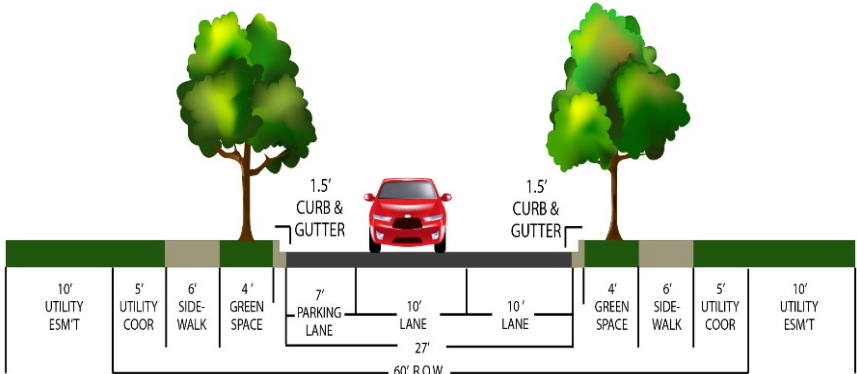 1.5'
CURB &
GUTTER
1.5'
CURB &
GUTTER
10'
UTILITY
ESM'T
5'
UTILITY
COOR
6'
SIDE-
WALK
4'
GREEN
SPACE
7'
PARKING
LANE
10'
LANE
10'
LANE
4'
GREEN
SPACE
6'
SIDE-
WALK
5'
UTILITY
COOR
10'
UTILITY
ESM'T
27'
60' R.O.W.